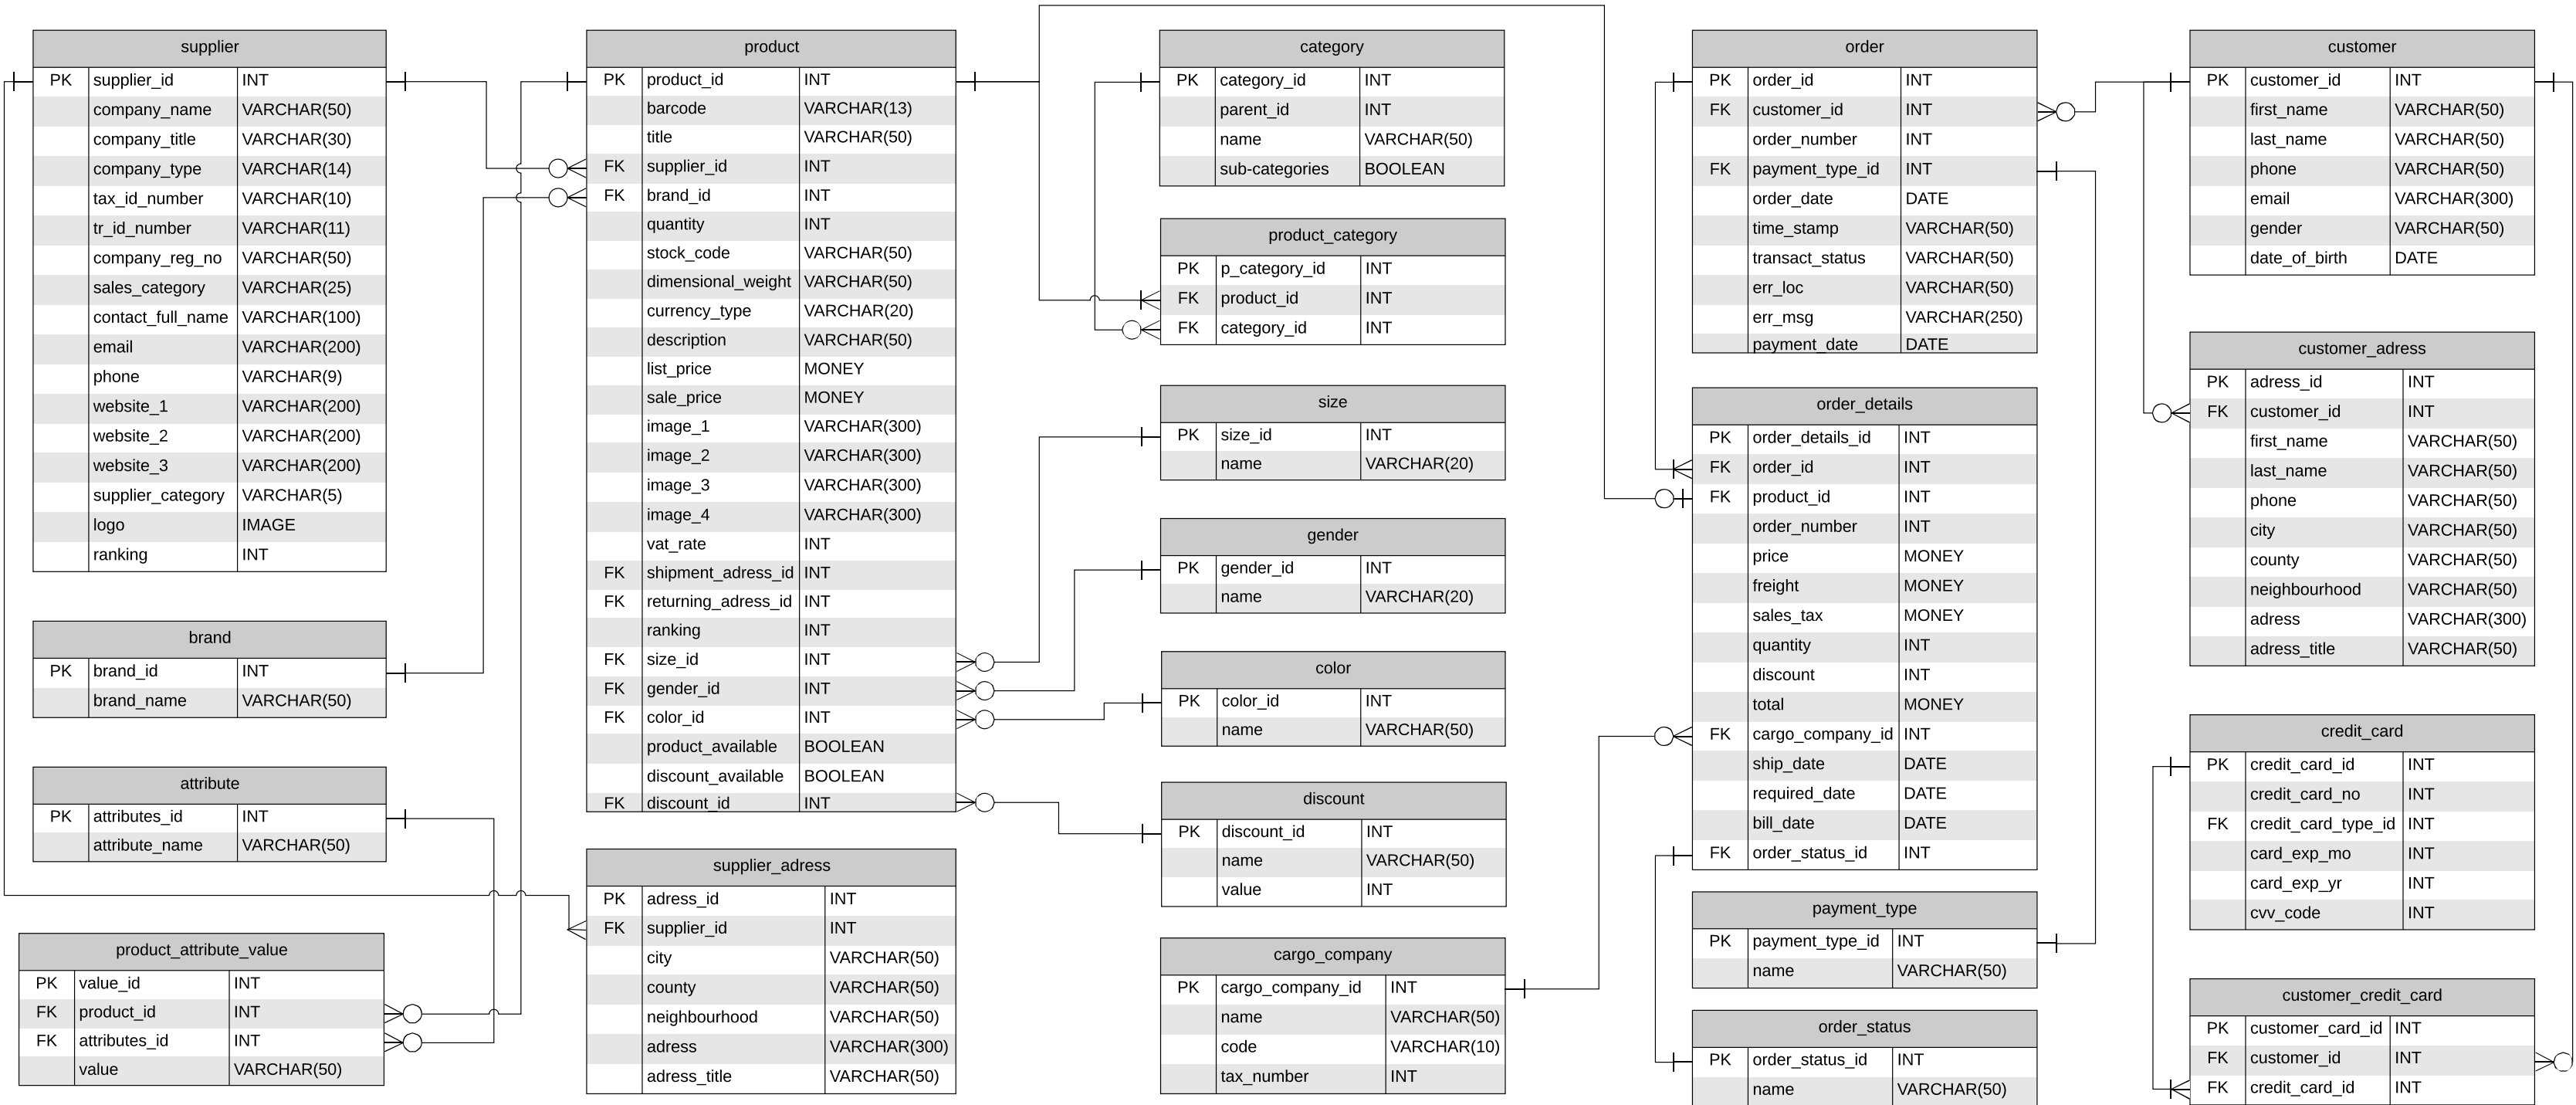 supplier
PK supplier_id INT
company_name VARCHAR(50)
company_title VARCHAR(30)
company_type VARCHAR(14)
tax_id_number VARCHAR(10)
tr_id_number VARCHAR(11)
company_reg_no VARCHAR(50)
sales_category VARCHAR(25)
contact_full_name VARCHAR(100)
email VARCHAR(200)
phone VARCHAR(9)
website_1 VARCHAR(200)
website_2 VARCHAR(200)
website_3 VARCHAR(200)
supplier_category VARCHAR(5)
logo IMAGE
ranking INT
brand
PK brand_id INT
brand_name VARCHAR(50)
attribute
PK attributes_id INT
attribute_name VARCHAR(50)
product_attribute_value
PK value_id INT
FK product_id INT
FK attributes_id INT
value VARCHAR(50)
product
PK product_id INT
barcode VARCHAR(13)
title VARCHAR(50)
FK supplier_id INT
FK brand_id INT
quantity INT
stock_code VARCHAR(50)
dimensional_weight VARCHAR(50)
currency_type VARCHAR(20)
description VARCHAR(50)
list_price MONEY
sale_price MONEY
image_1 VARCHAR(300)
image_2 VARCHAR(300)
image_3 VARCHAR(300)
image_4 VARCHAR(300)
vat_rate INT
FK shipment_adress_id INT
FK returning_adress_id INT
ranking INT
FK size_id INT
FK gender_id INT
FK color_id INT
product_available BOOLEAN
discount_available BOOLEAN
FK discount_id INT
supplier_adress
PK adress_id INT
FK supplier_id INT
city VARCHAR(50)
county VARCHAR(50)
neighbourhood VARCHAR(50)
adress VARCHAR(300)
adress_title VARCHAR(50)
category
PK category_id INT
parent_id INT
name VARCHAR(50)
sub-categories BOOLEAN
product_category
PK p_category_id INT
FK product_id INT
FK category_id INT
size
PK size_id INT
name VARCHAR(20)
gender
PK gender_id INT
name VARCHAR(20)
color
PK color_id INT
name VARCHAR(50)
discount
PK discount_id INT
name VARCHAR(50)
value INT
cargo_company
PK cargo_company_id INT
name VARCHAR(50)
code VARCHAR(10)
tax_number INT
order
PK order_id INT
FK customer_id INT
order_number INT
FK payment_type_id INT
order_date DATE
time_stamp VARCHAR(50)
transact_status VARCHAR(50)
err_loc VARCHAR(50)
err_msg VARCHAR(250)
payment_date DATE
order_details
PK order_details_id INT
FK order_id INT
FK product_id INT
order_number INT
price MONEY
freight MONEY
sales_tax MONEY
quantity INT
discount INT
total MONEY
FK cargo_company_id INT
ship_date DATE
required_date DATE
bill_date DATE
FK order_status_id INT
payment_type
PK payment_type_id INT
name VARCHAR(50)
order_status
PK order_status_id INT
name VARCHAR(50)
customer
PK customer_id INT
first_name VARCHAR(50)
last_name VARCHAR(50)
phone VARCHAR(50)
email VARCHAR(300)
gender VARCHAR(50)
date_of_birth DATE
customer_adress
PK adress_id INT
FK customer_id INT
first_name VARCHAR(50)
last_name VARCHAR(50)
phone VARCHAR(50)
city VARCHAR(50)
county VARCHAR(50)
neighbourhood VARCHAR(50)
adress VARCHAR(300)
adress_title VARCHAR(50)
credit_card
PK credit_card_id INT
credit_card_no INT
FK credit_card_type_id INT
card_exp_mo INT
card_exp_yr INT
cvv_code INT
customer_credit_card
PK customer_card_id INT
FK customer_id INT
FK credit_card_id INT